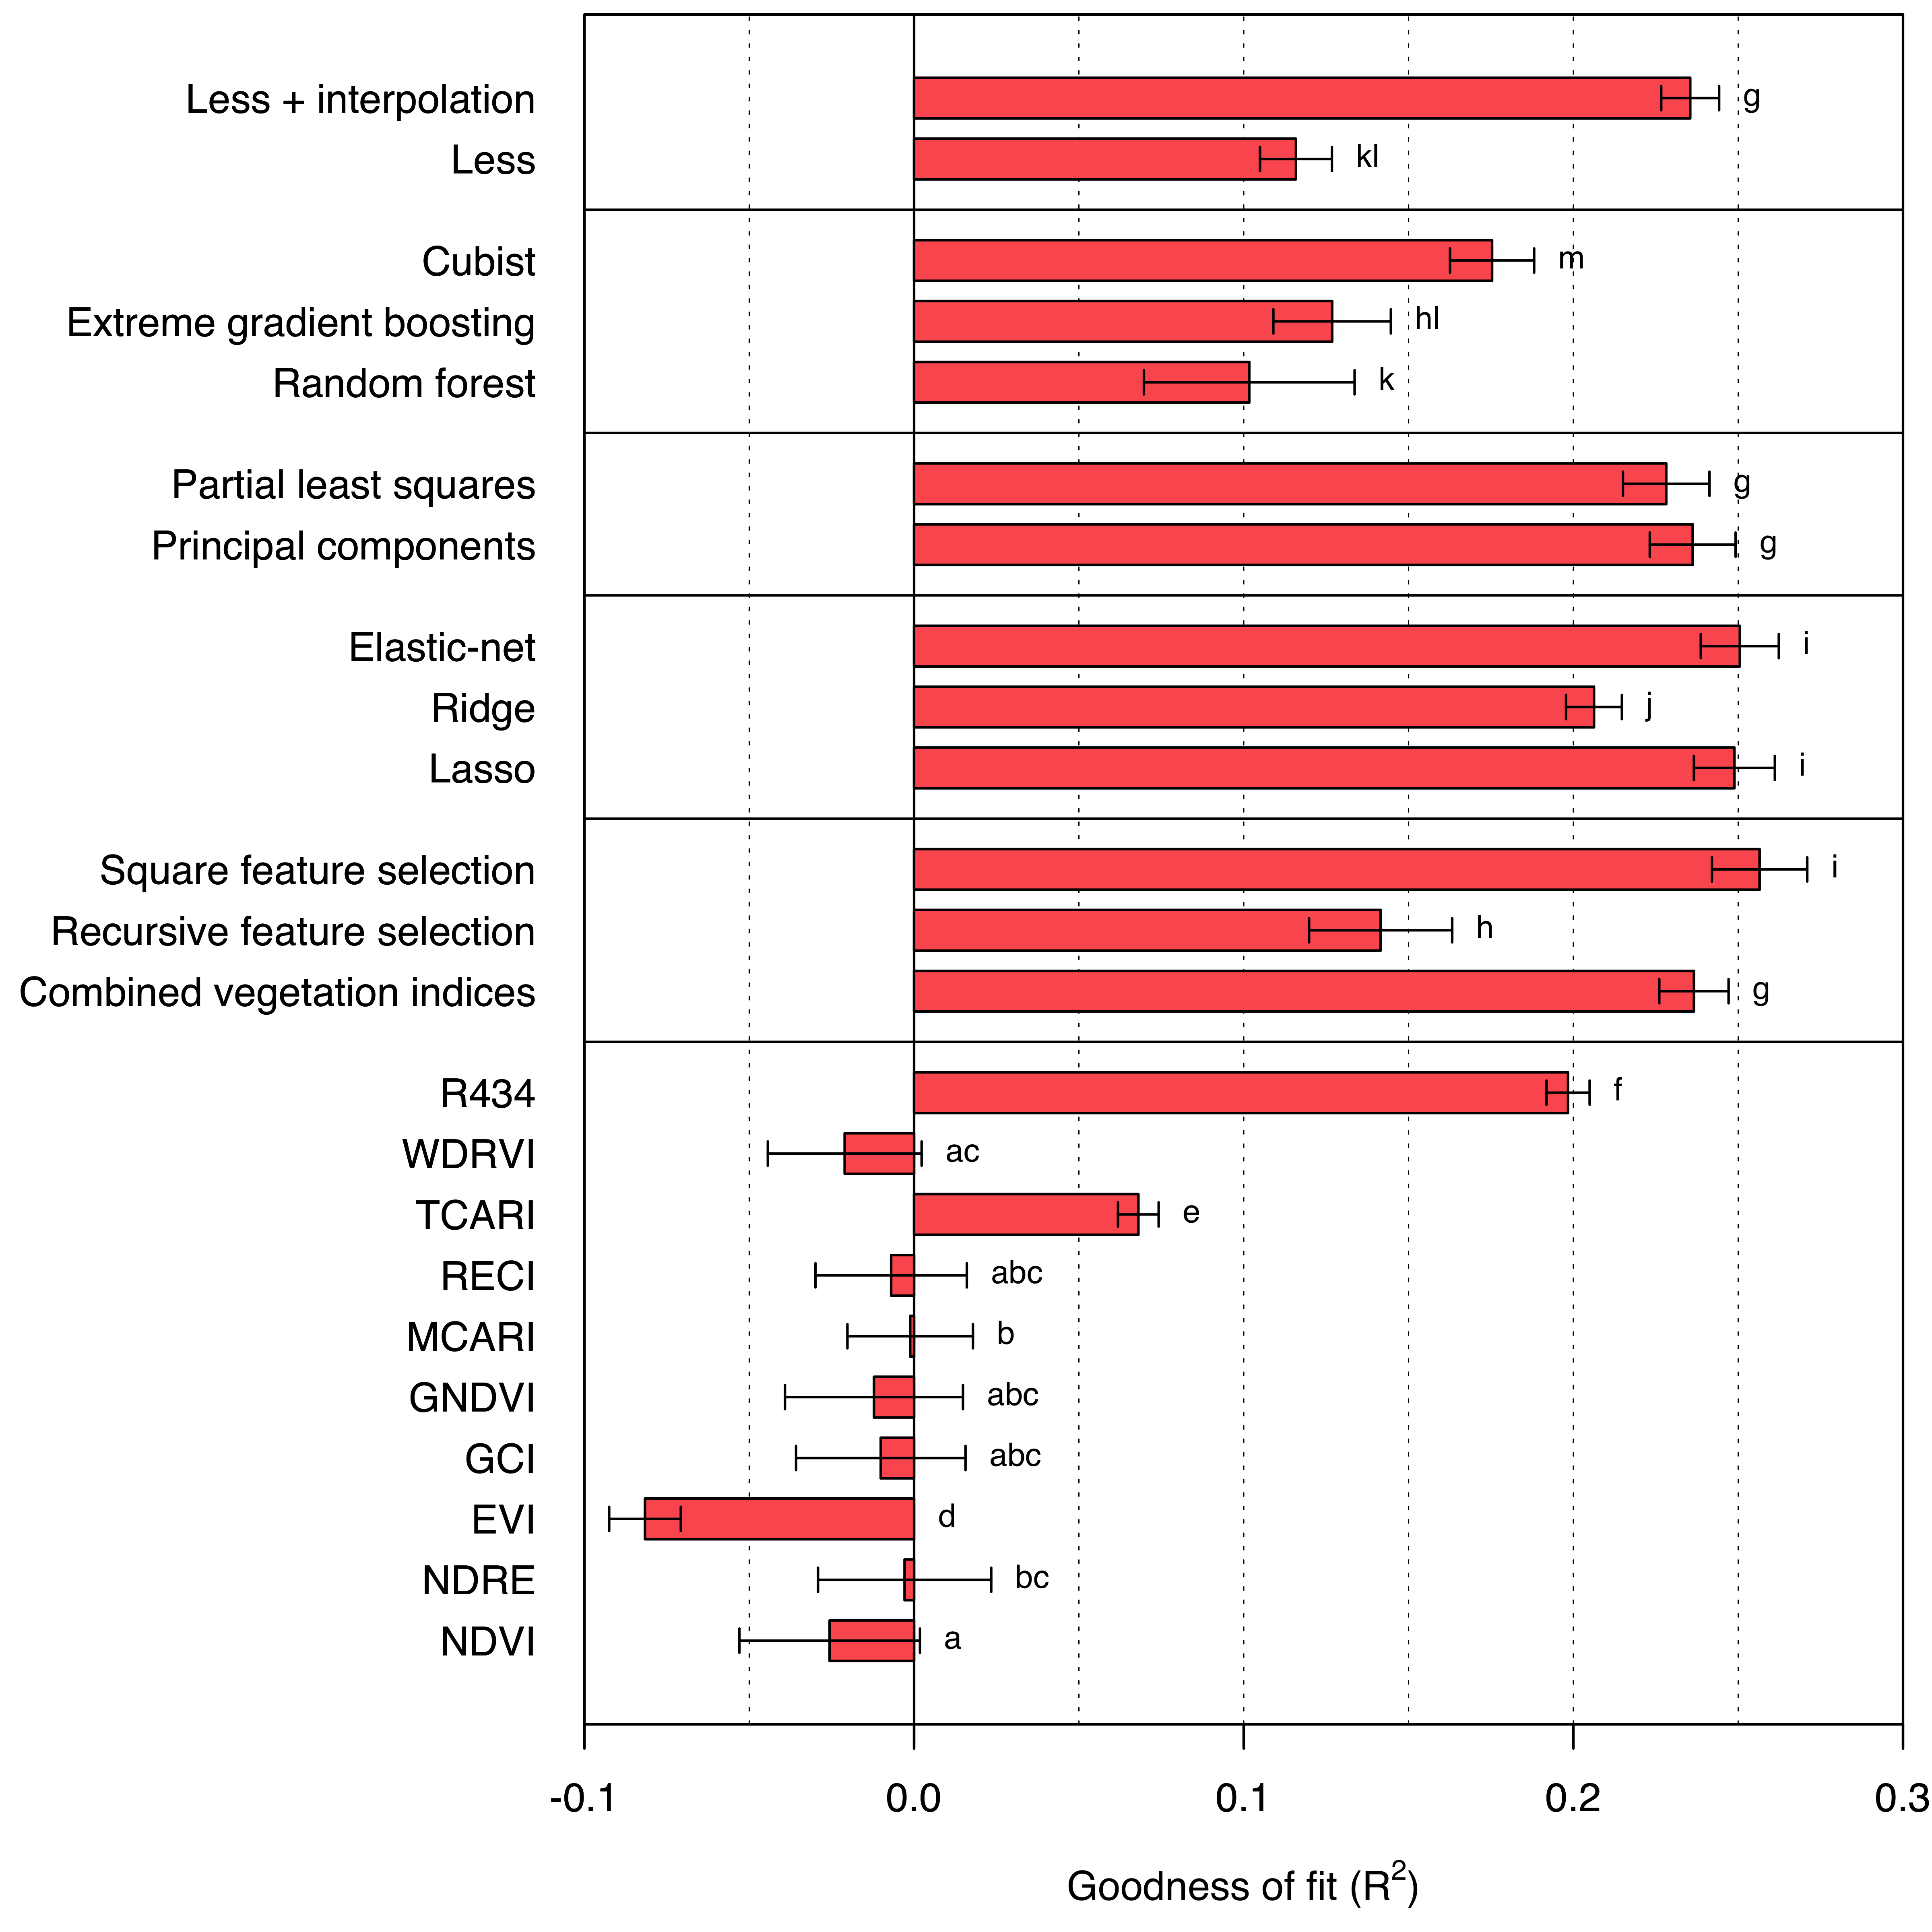 Less + interpolation g
Less kl
Cubist m
Extreme gradient boosting hl
Random forest k
Partial least squares g
Principal components g
Elastic-net i
Ridge j
Lasso i
Square feature selection i
Recursive feature selection h
Combined vegetation indices g
R434 f
WDRVI ac
TCARI e
RECI abc
MCARI b
GNDVI abc
GCI abc
EVI d
NDRE bc
NDVI a
-0.1 0.0 0.1 0.2 0.3
Goodness of fit (R²)